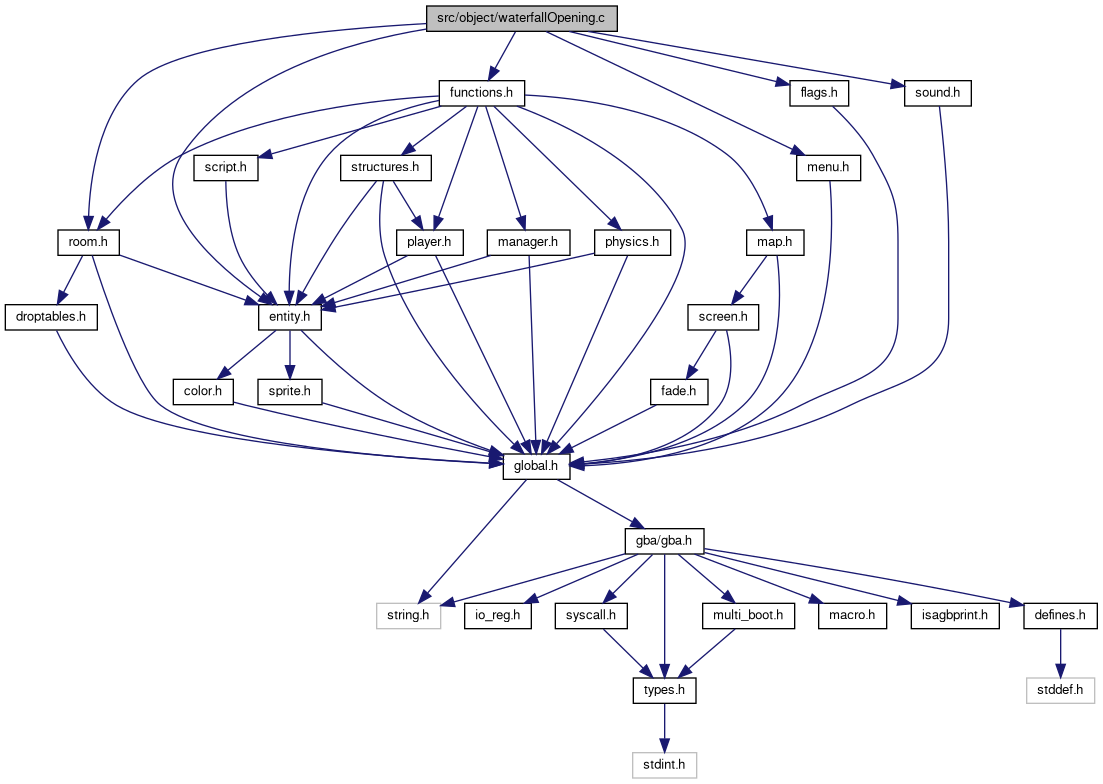 src/object/waterfallOpening.c
functions.h
flags.h
sound.h
script.h
structures.h
menu.h
room.h
player.h
manager.h
physics.h
map.h
droptables.h
entity.h
screen.h
color.h
sprite.h
fade.h
global.h
gba/gba.h
string.h
io_reg.h
syscall.h
multi_boot.h
macro.h
isagbprint.h
defines.h
types.h
stddef.h
stdint.h